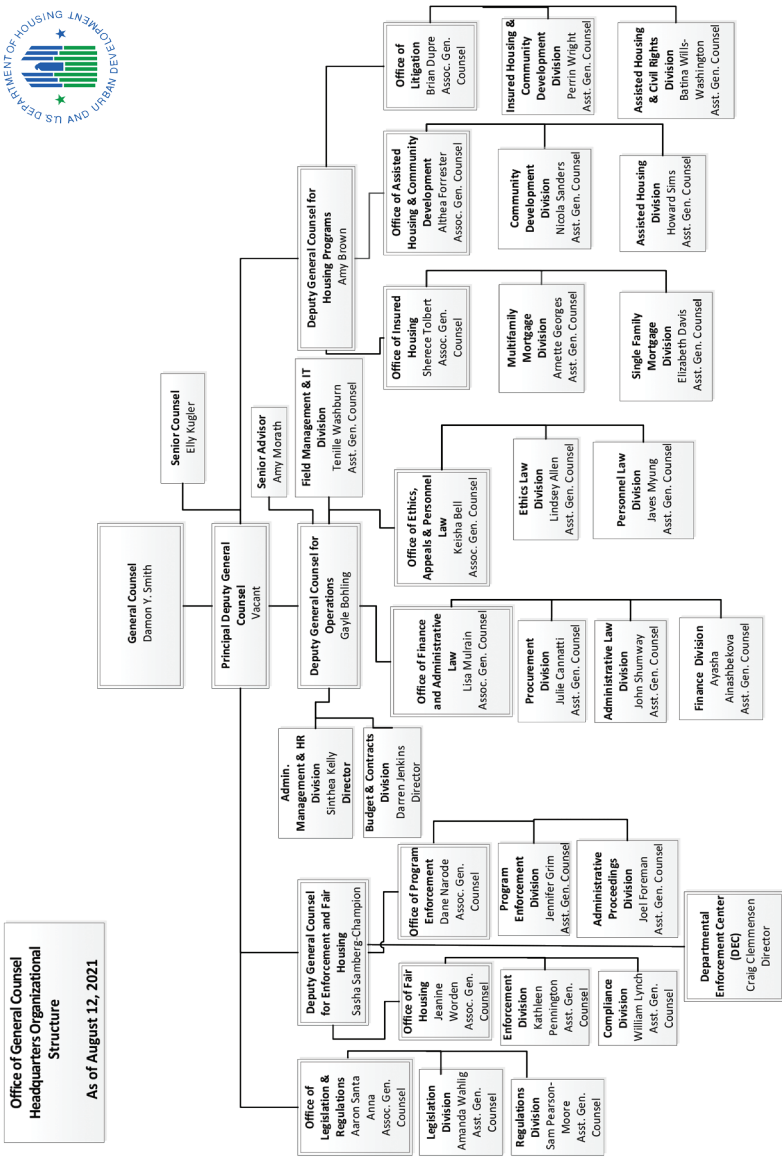 Office of General Counsel
Headquarters Organizational
Structure
As of August 12, 2021
U.S. DEPARTMENT OF HOUSING
AND URBAN DEVELOPMENT
General Counsel
Damon Y. Smith
Senior Counsel
Elly Kugler
Principal Deputy General
Counsel
Vacant
Senior Advisor
Amy Morath
Office of
Legislation &
Regulations
Aaron Santa
Anna
Assoc. Gen.
Counsel
Legislation
Division
Amanda Wahlig
Asst. Gen.
Counsel
Regulations
Division
Sam Pearson-
Moore
Asst. Gen.
Counsel
Deputy General Counsel
for Enforcement and Fair
Housing
Sasha Samberg-Champion
Office of Fair
Housing
Jeanine
Worden
Assoc. Gen.
Counsel
Enforcement
Division
Kathleen
Pennington
Asst. Gen.
Counsel
Compliance
Division
William Lynch
Asst. Gen.
Counsel
Office of Program
Enforcement
Dane Narode
Assoc. Gen.
Counsel
Program
Enforcement
Division
Jennifer Grim
Asst. Gen. Counsel
Administrative
Proceedings
Division
Joel Foreman
Asst. Gen. Counsel
Departmental
Enforcement Center
(DEC)
Craig Clemmensen
Director
Deputy General Counsel for
Operations
Gayle Bohling
Admin.
Management & HR
Division
Sinthea Kelly
Director
Budget & Contracts
Division
Darren Jenkins
Director
Field Management & IT
Division
Tenille Washburn
Asst. Gen. Counsel
Office of Finance
and Administrative
Law
Lisa Mulrain
Assoc. Gen. Counsel
Procurement
Division
Julie Cannatti
Asst. Gen. Counsel
Administrative Law
Division
John Shumway
Asst. Gen. Counsel
Finance Division
Ayasha
Ainashbekova
Asst. Gen. Counsel
Office of Ethics,
Appeals & Personnel
Law
Keisha Bell
Assoc. Gen. Counsel
Ethics Law
Division
Lindsey Allen
Asst. Gen. Counsel
Personnel Law
Division
Javes Myung
Asst. Gen. Counsel
Deputy General Counsel for
Housing Programs
Amy Brown
Office of Insured
Housing
Sherece Tolbert
Assoc. Gen.
Counsel
Multifamily
Mortgage
Division
Arnette Georges
Asst. Gen. Counsel
Single Family
Mortgage
Division
Elizabeth Davis
Asst. Gen. Counsel
Office of Assisted
Housing & Community
Development
Althea Forrester
Assoc. Gen. Counsel
Community
Development
Division
Nicola Sanders
Asst. Gen. Counsel
Assisted Housing
Division
Howard Sims
Asst. Gen. Counsel
Office of
Litigation
Brian Dupre
Assoc. Gen.
Counsel
Insured Housing &
Community
Development
Division
Perrin Wright
Asst. Gen. Counsel
Assisted Housing
& Civil Rights
Division
Batina Wills-
Washington
Asst. Gen. Counsel